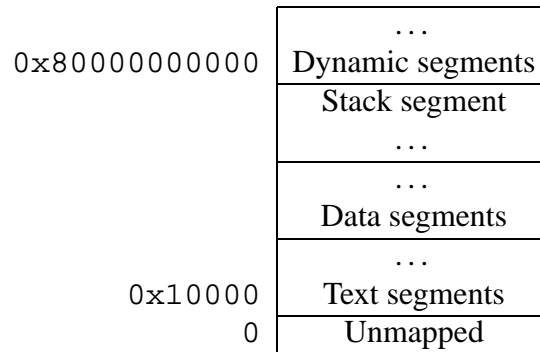 ...
0x80000000000 Dynamic segments
Stack segment
...
...
Data segments
...
0x10000 Text segments
0 Unmapped